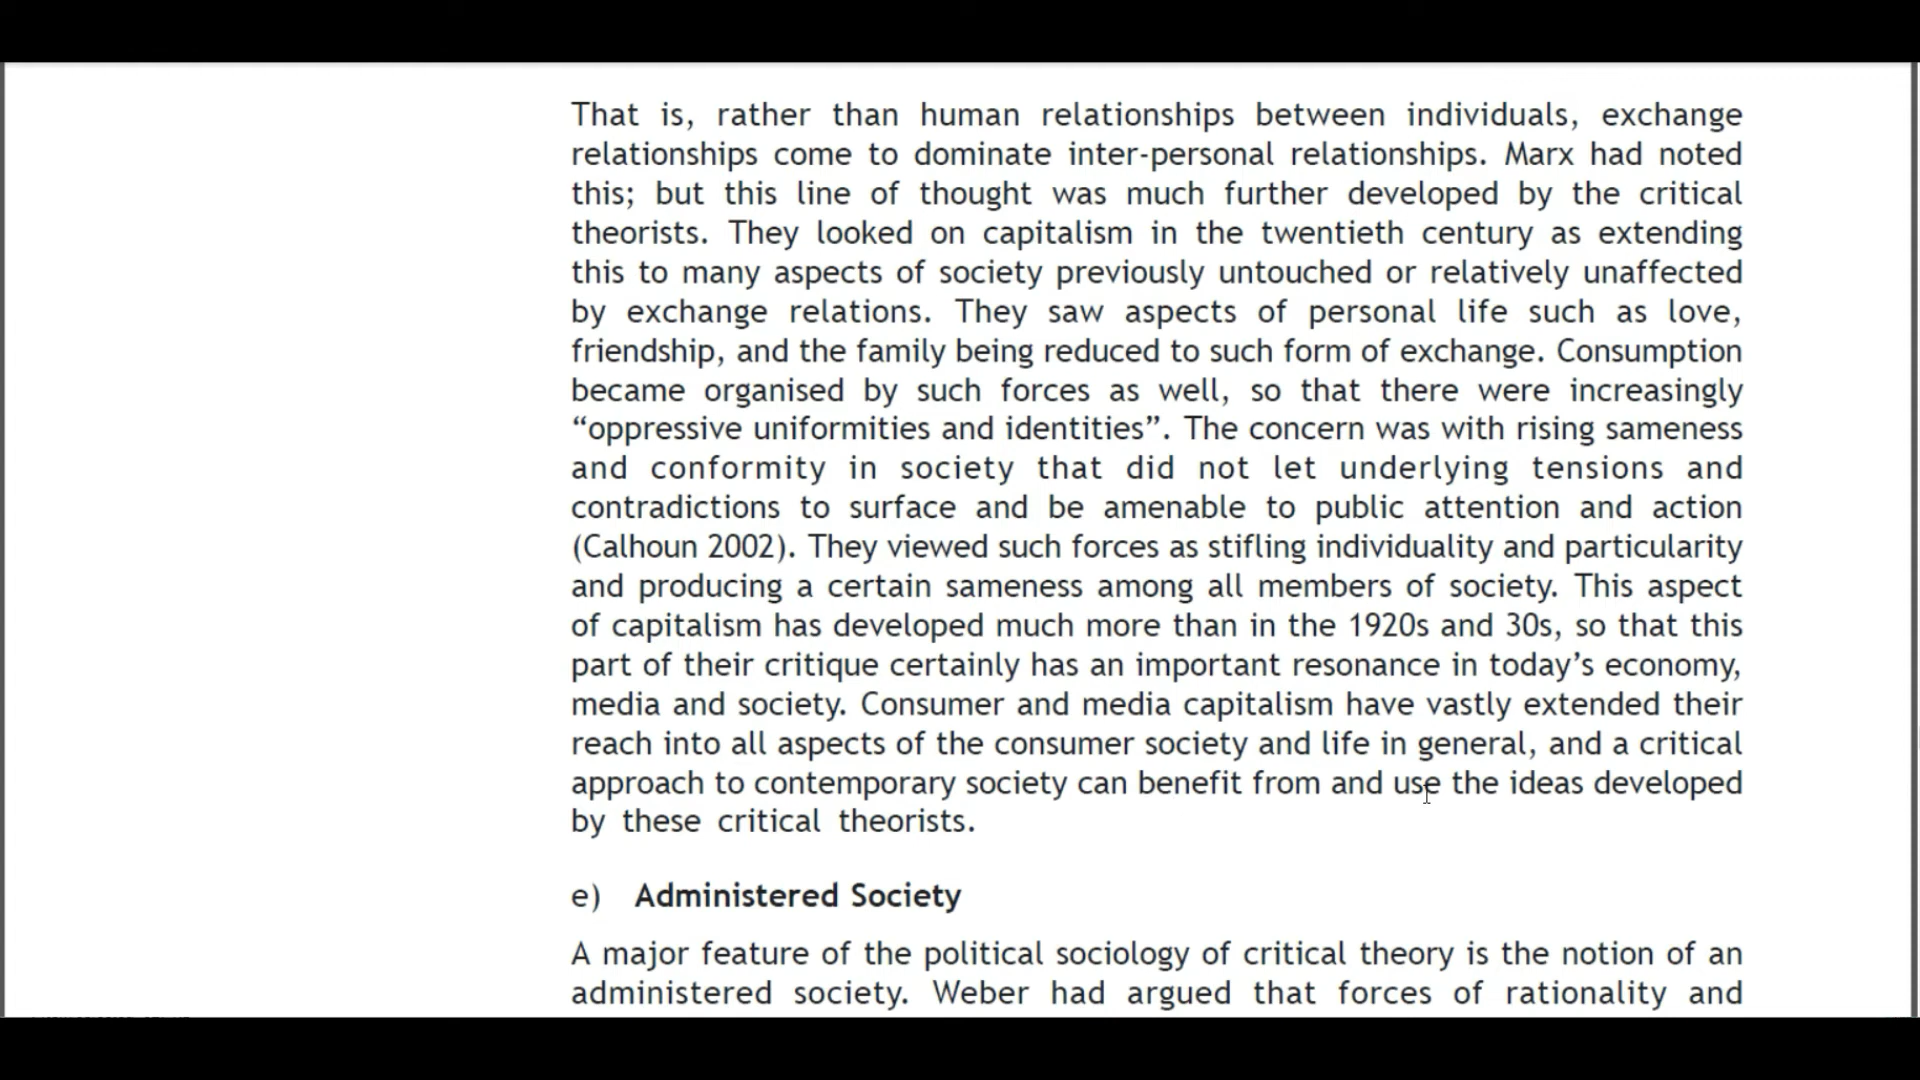 That is, rather than human relationships between individuals, exchange
relationships come to dominate inter-personal relationships. Marx had noted
this; but this line of thought was much further developed by the critical
theorists. They looked on capitalism in the twentieth century as extending
this to many aspects of society previously untouched or relatively unaffected
by exchange relations. They saw aspects of personal life such as love,
friendship, and the family being reduced to such form of exchange. Consumption
became organised by such forces as well, so that there were increasingly
“oppressive uniformities and identities”. The concern was with rising sameness
and conformity in society that did not let underlying tensions and
contradictions to surface and be amenable to public attention and action
(Calhoun 2002). They viewed such forces as stifling individuality and particularity
and producing a certain sameness among all members of society. This aspect
of capitalism has developed much more than in the 1920s and 30s, so that this
part of their critique certainly has an important resonance in today’s economy,
media and society. Consumer and media capitalism have vastly extended their
reach into all aspects of the consumer society and life in general, and a critical
approach to contemporary society can benefit from and use the ideas developed
by these critical theorists.
e) Administered Society
A major feature of the political sociology of critical theory is the notion of an
administered society. Weber had argued that forces of rationality and